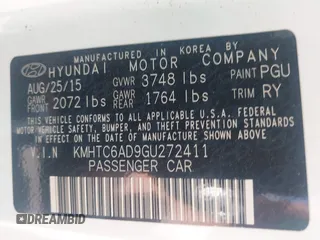 MANUFACTURED IN KOREA BY
HYUNDAI MOTOR COMPANY
AUG/25/15 GVWR 3748 lbs PAINT PGU
GAWR FRT 2072 lbs GAWR RR 1764 lbs TRIM RY
THIS VEHICLE CONFORMS TO ALL APPLICABLE FEDERAL MOTOR
VEHICLE SAFETY, BUMPER, AND THEFT PREVENTION STANDARDS
IN EFFECT ON THE DATE OF MANUFACTURE SHOWN ABOVE.
V.I.N KMHTC6AD9GU272411
PASSENGER CAR
DREAMBID